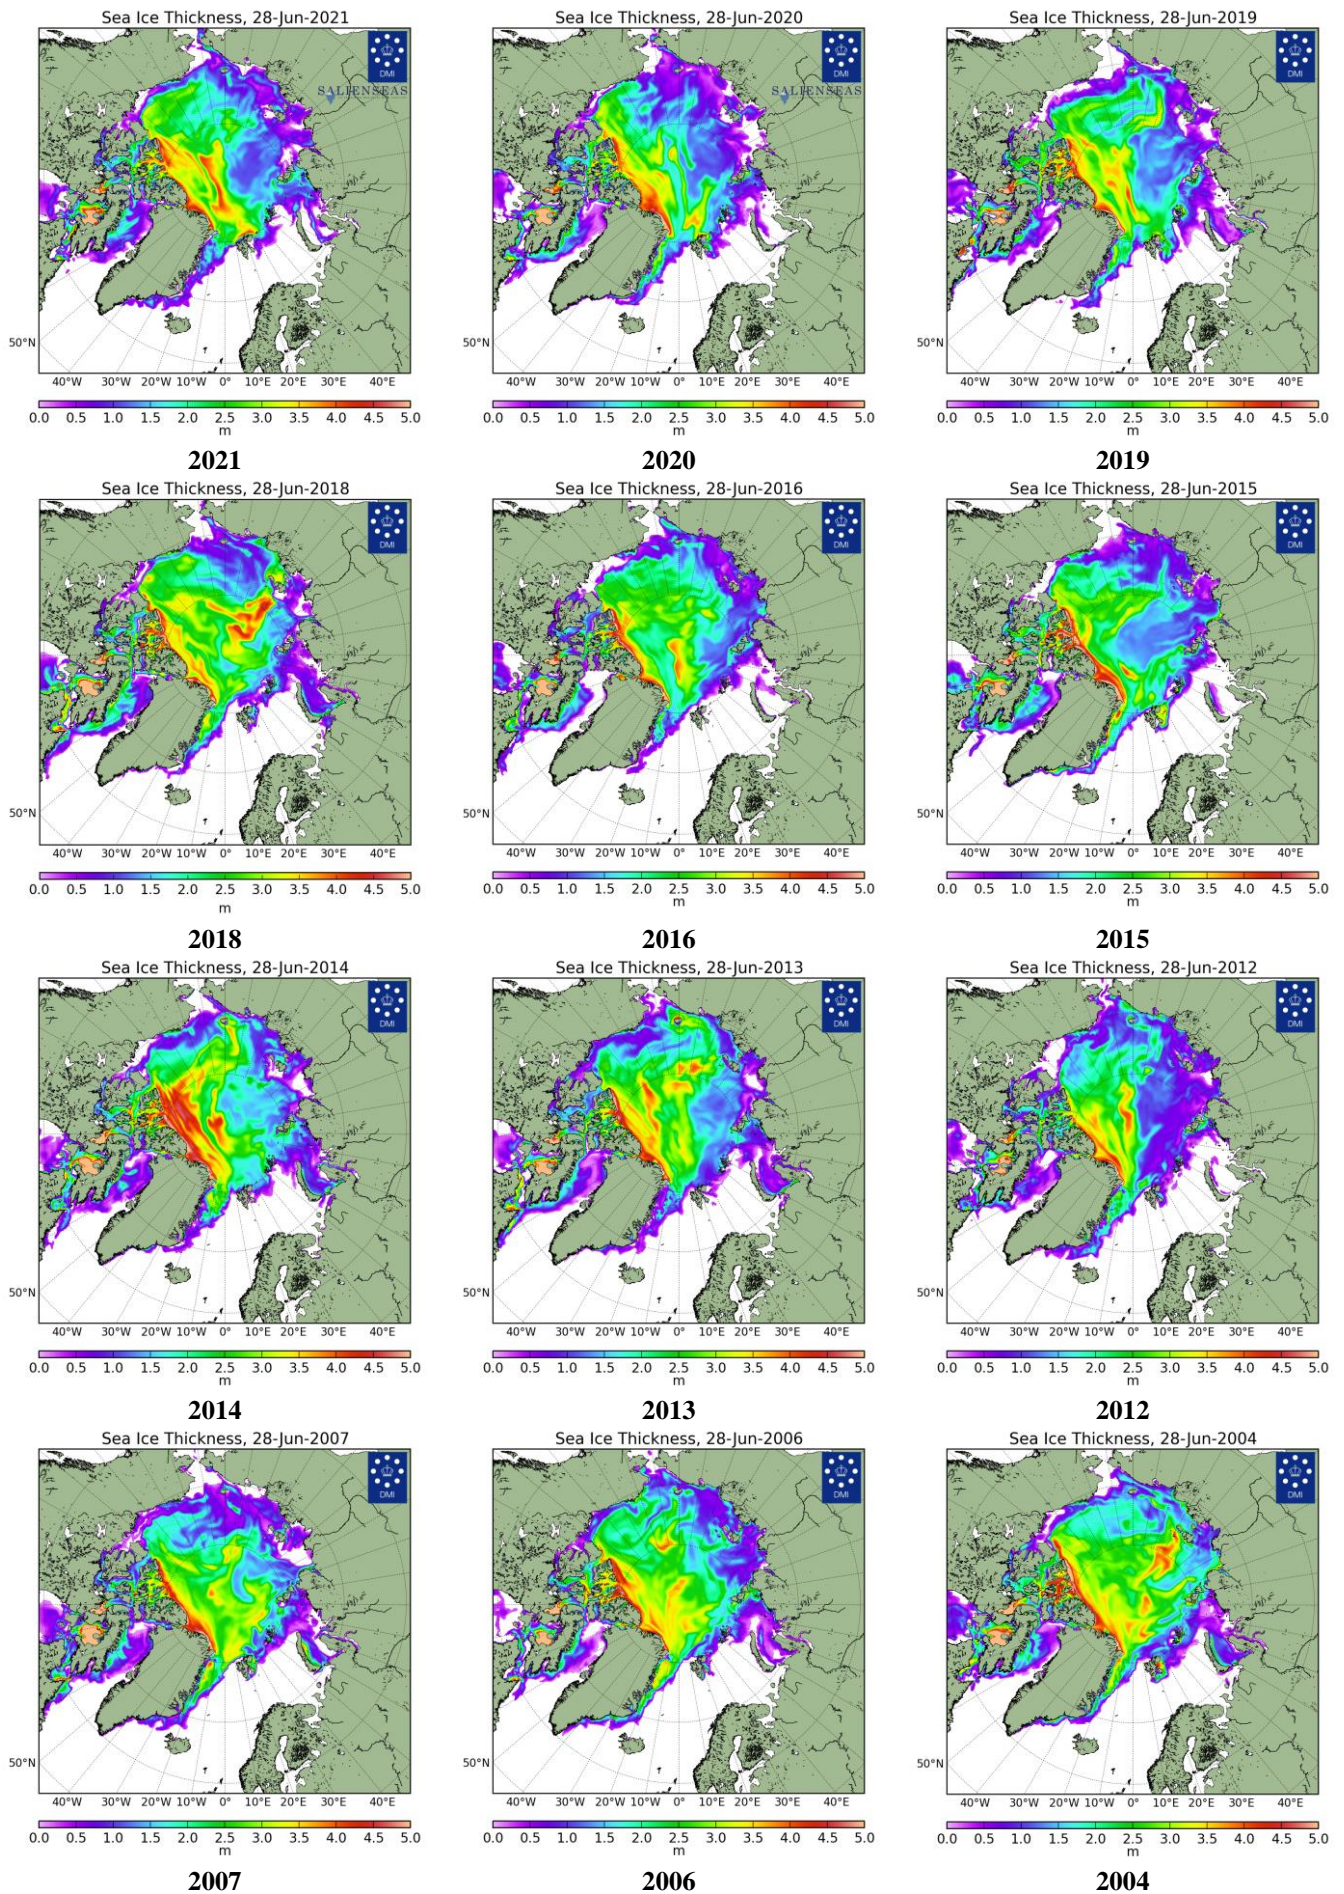 Sea Ice Thickness, 28-Jun-2021
Sea Ice Thickness, 28-Jun-2020
Sea Ice Thickness, 28-Jun-2019
DMI
DMI
DMI
SALIENSEAS
SALIENSEAS
50°N
50°N
50°N
40°W 30°W 20°W 10°W 0° 10°E 20°E 30°E 40°E
40°W 30°W 20°W 10°W 0° 10°E 20°E 30°E 40°E
40°W 30°W 20°W 10°W 0° 10°E 20°E 30°E 40°E
0.0 0.5 1.0 1.5 2.0 2.5 3.0 3.5 4.0 4.5 5.0
0.0 0.5 1.0 1.5 2.0 2.5 3.0 3.5 4.0 4.5 5.0
0.0 0.5 1.0 1.5 2.0 2.5 3.0 3.5 4.0 4.5 5.0
m
m
m
2021
2020
2019
Sea Ice Thickness, 28-Jun-2018
Sea Ice Thickness, 28-Jun-2016
Sea Ice Thickness, 28-Jun-2015
DMI
DMI
DMI
50°N
50°N
50°N
40°W 30°W 20°W 10°W 0° 10°E 20°E 30°E 40°E
40°W 30°W 20°W 10°W 0° 10°E 20°E 30°E 40°E
40°W 30°W 20°W 10°W 0° 10°E 20°E 30°E 40°E
0.0 0.5 1.0 1.5 2.0 2.5 3.0 3.5 4.0 4.5 5.0
0.0 0.5 1.0 1.5 2.0 2.5 3.0 3.5 4.0 4.5 5.0
0.0 0.5 1.0 1.5 2.0 2.5 3.0 3.5 4.0 4.5 5.0
m
m
m
2018
2016
2015
Sea Ice Thickness, 28-Jun-2014
Sea Ice Thickness, 28-Jun-2013
Sea Ice Thickness, 28-Jun-2012
DMI
DMI
DMI
50°N
50°N
50°N
40°W 30°W 20°W 10°W 0° 10°E 20°E 30°E 40°E
40°W 30°W 20°W 10°W 0° 10°E 20°E 30°E 40°E
40°W 30°W 20°W 10°W 0° 10°E 20°E 30°E 40°E
0.0 0.5 1.0 1.5 2.0 2.5 3.0 3.5 4.0 4.5 5.0
0.0 0.5 1.0 1.5 2.0 2.5 3.0 3.5 4.0 4.5 5.0
0.0 0.5 1.0 1.5 2.0 2.5 3.0 3.5 4.0 4.5 5.0
m
m
m
2014
2013
2012
Sea Ice Thickness, 28-Jun-2007
Sea Ice Thickness, 28-Jun-2006
Sea Ice Thickness, 28-Jun-2004
DMI
DMI
DMI
50°N
50°N
50°N
40°W 30°W 20°W 10°W 0° 10°E 20°E 30°E 40°E
40°W 30°W 20°W 10°W 0° 10°E 20°E 30°E 40°E
40°W 30°W 20°W 10°W 0° 10°E 20°E 30°E 40°E
0.0 0.5 1.0 1.5 2.0 2.5 3.0 3.5 4.0 4.5 5.0
0.0 0.5 1.0 1.5 2.0 2.5 3.0 3.5 4.0 4.5 5.0
0.0 0.5 1.0 1.5 2.0 2.5 3.0 3.5 4.0 4.5 5.0
m
m
m
2007
2006
2004